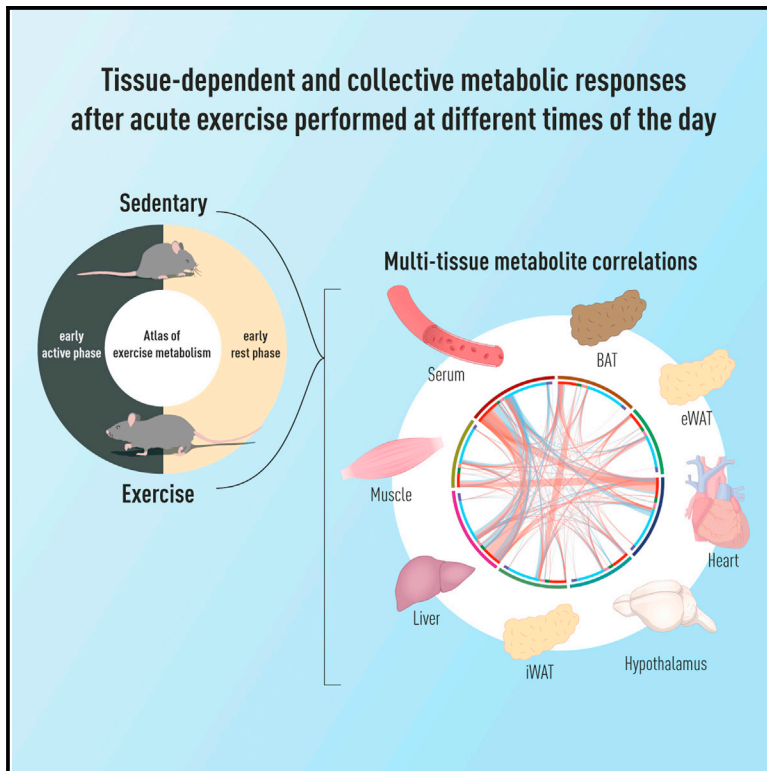 Tissue-dependent and collective metabolic responses
after acute exercise performed at different times of the day
Sedentary
early
active phase
Atlas of
exercise metabolism
early
rest phase
Exercise
Multi-tissue metabolite correlations
Serum
BAT
eWAT
Muscle
Heart
Liver
iWAT
Hypothalamus